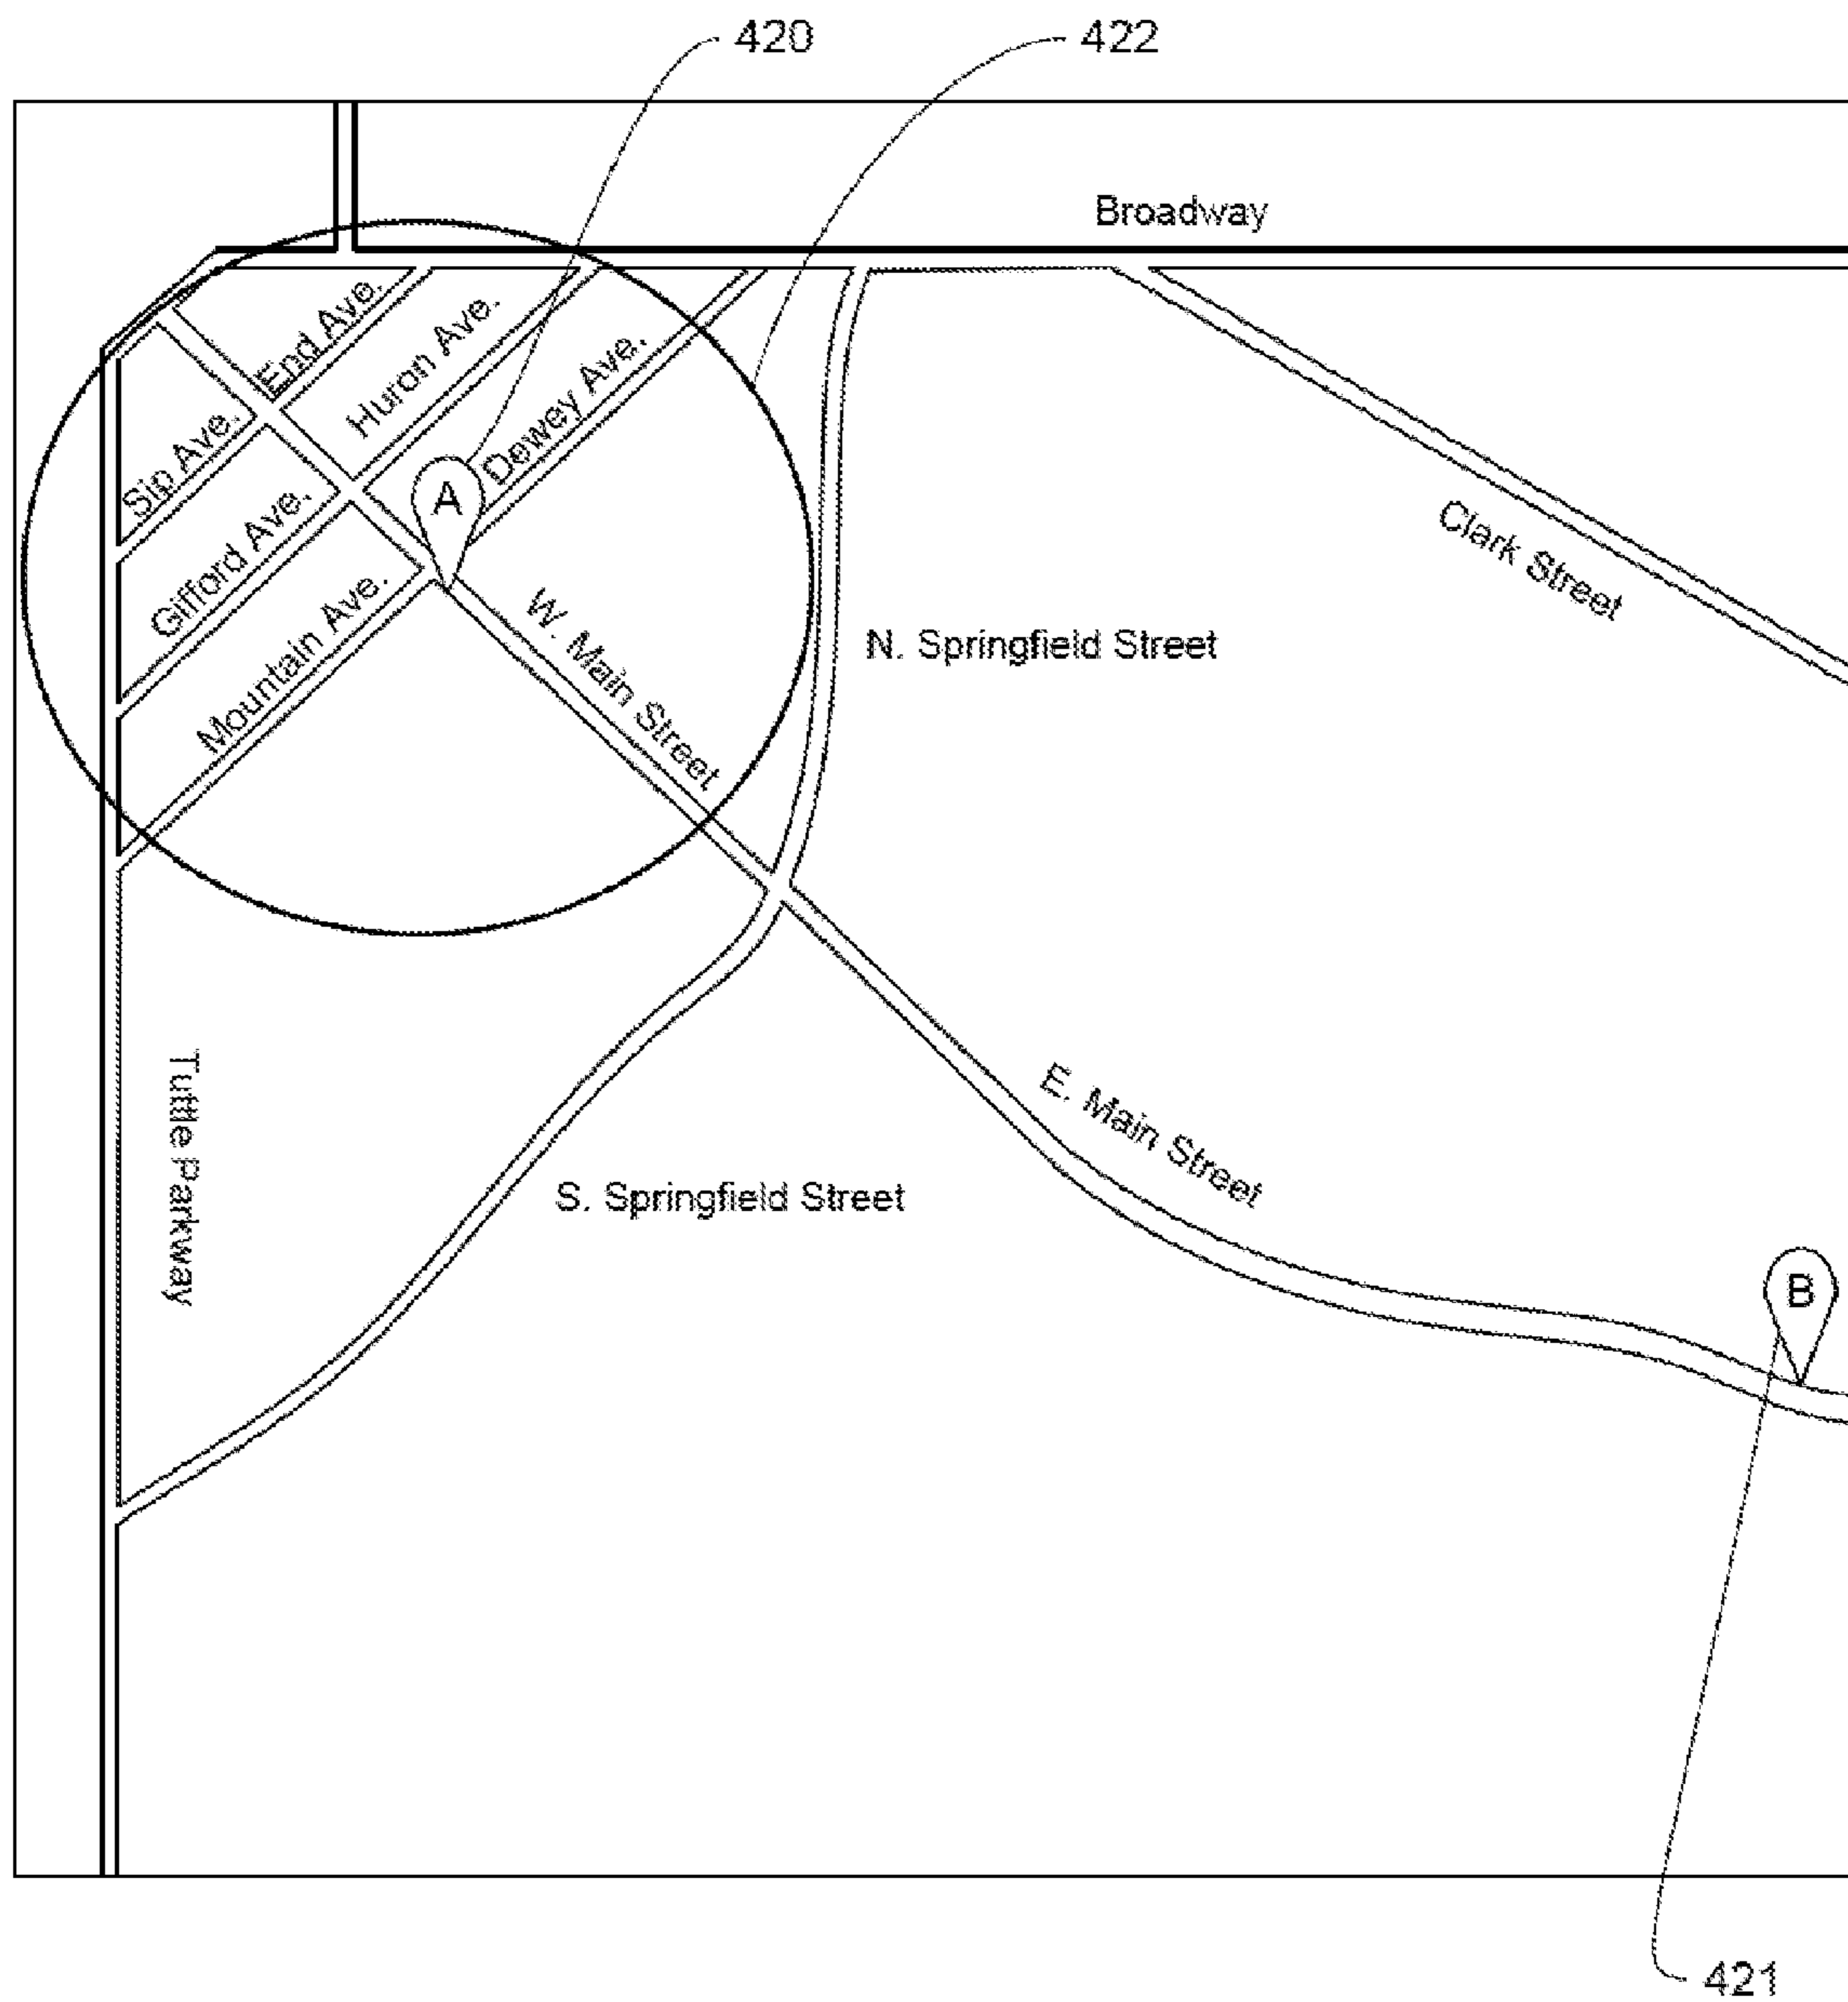 420
422
Broadway
End Ave.
Huron Ave.
Dewey Ave.
Sip Ave.
A
Gifford Ave.
Mountain Ave.
W. Main Street
N. Springfield Street
Clark Street
Tuttle Parkway
S. Springfield Street
E. Main Street
B
421